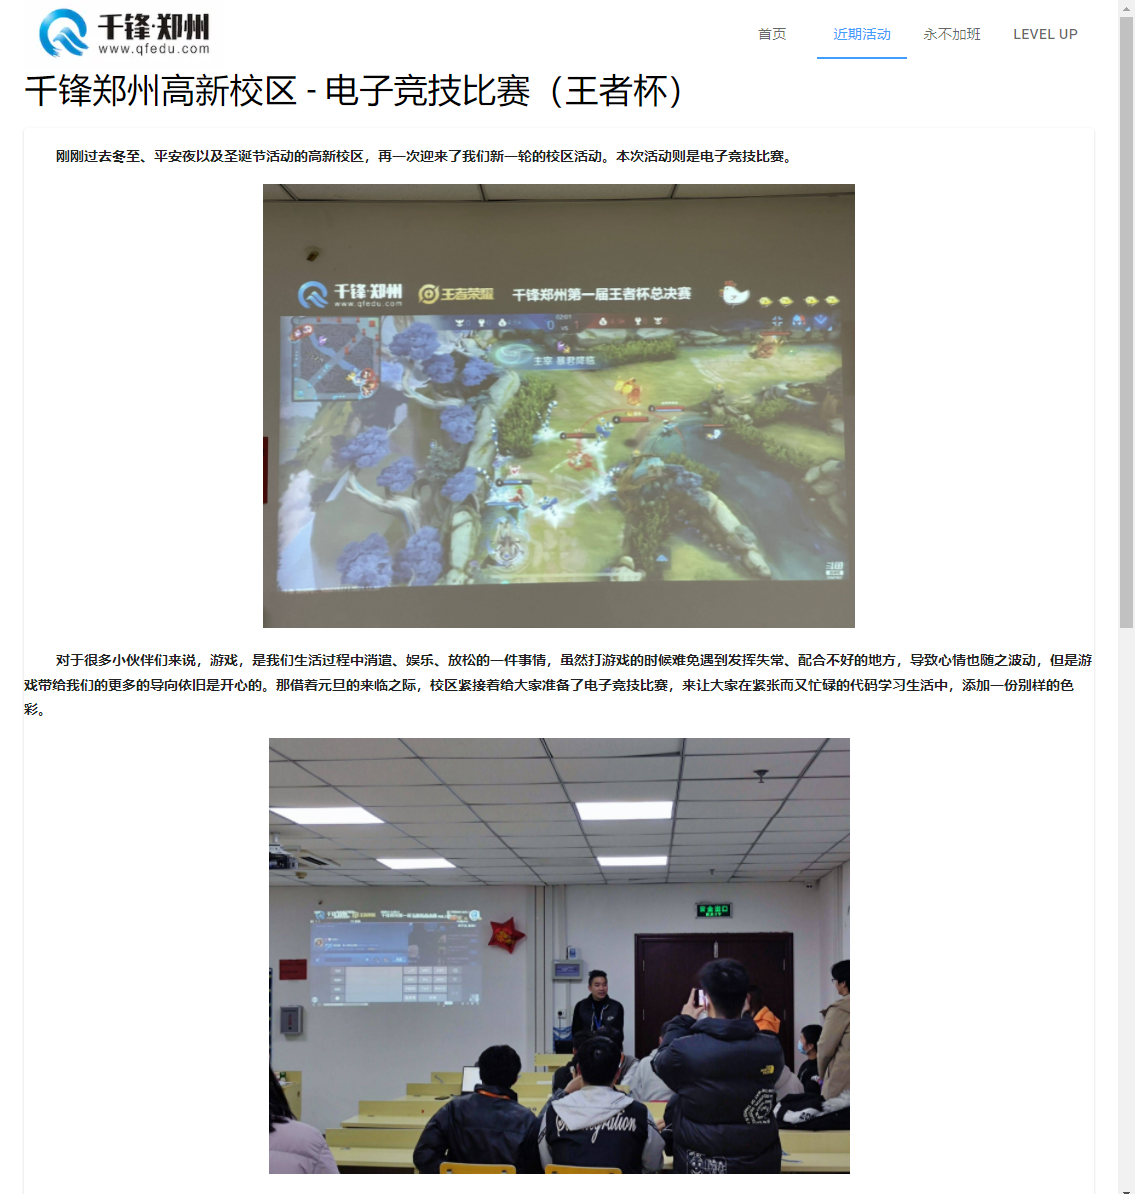 千锋·郑州
www.qfedu.com
首页
近期活动
永不加班
LEVEL UP
千锋郑州高新校区 - 电子竞技比赛（王者杯）
刚刚过去冬至、平安夜以及圣诞节活动的高新校区，再一次迎来了我们新一轮的校区活动。本次活动则是电子竞技比赛。
千锋·郑州
www.qfedu.com
王者荣耀
千锋郑州第一届王者杯总决赛
02:01
0 vs 1
主宰 暴君降临
对于很多小伙伴们来说，游戏，是我们生活过程中消遣、娱乐、放松的一件事情，虽然打游戏的时候难免遇到发挥失常、配合不好的地方，导致心情也随之波动，但是游
戏带给我们的更多的导向依旧是开心的。那借着元旦的来临之际，校区紧接着给大家准备了电子竞技比赛，来让大家在紧张而又忙碌的代码学习生活中，添加一份别样的色
彩。
安全出口
EXIT